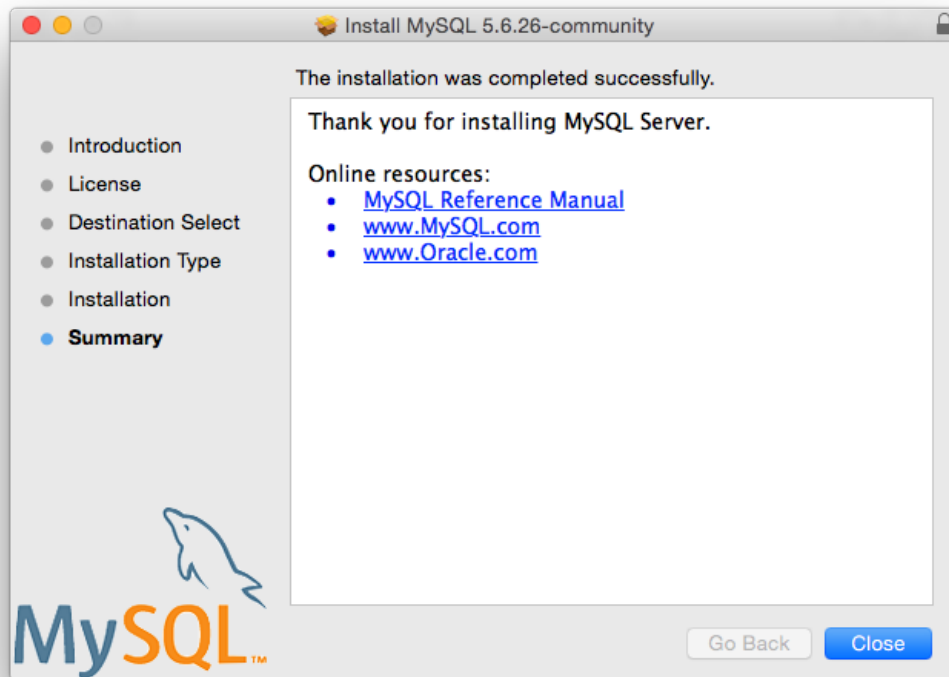 Install MySQL 5.6.26-community
The installation was completed successfully.
Introduction
License
Destination Select
Installation Type
Installation
Summary
Thank you for installing MySQL Server.
Online resources:
• MySQL Reference Manual
• www.MySQL.com
• www.Oracle.com
MySQL™
Go Back
Close